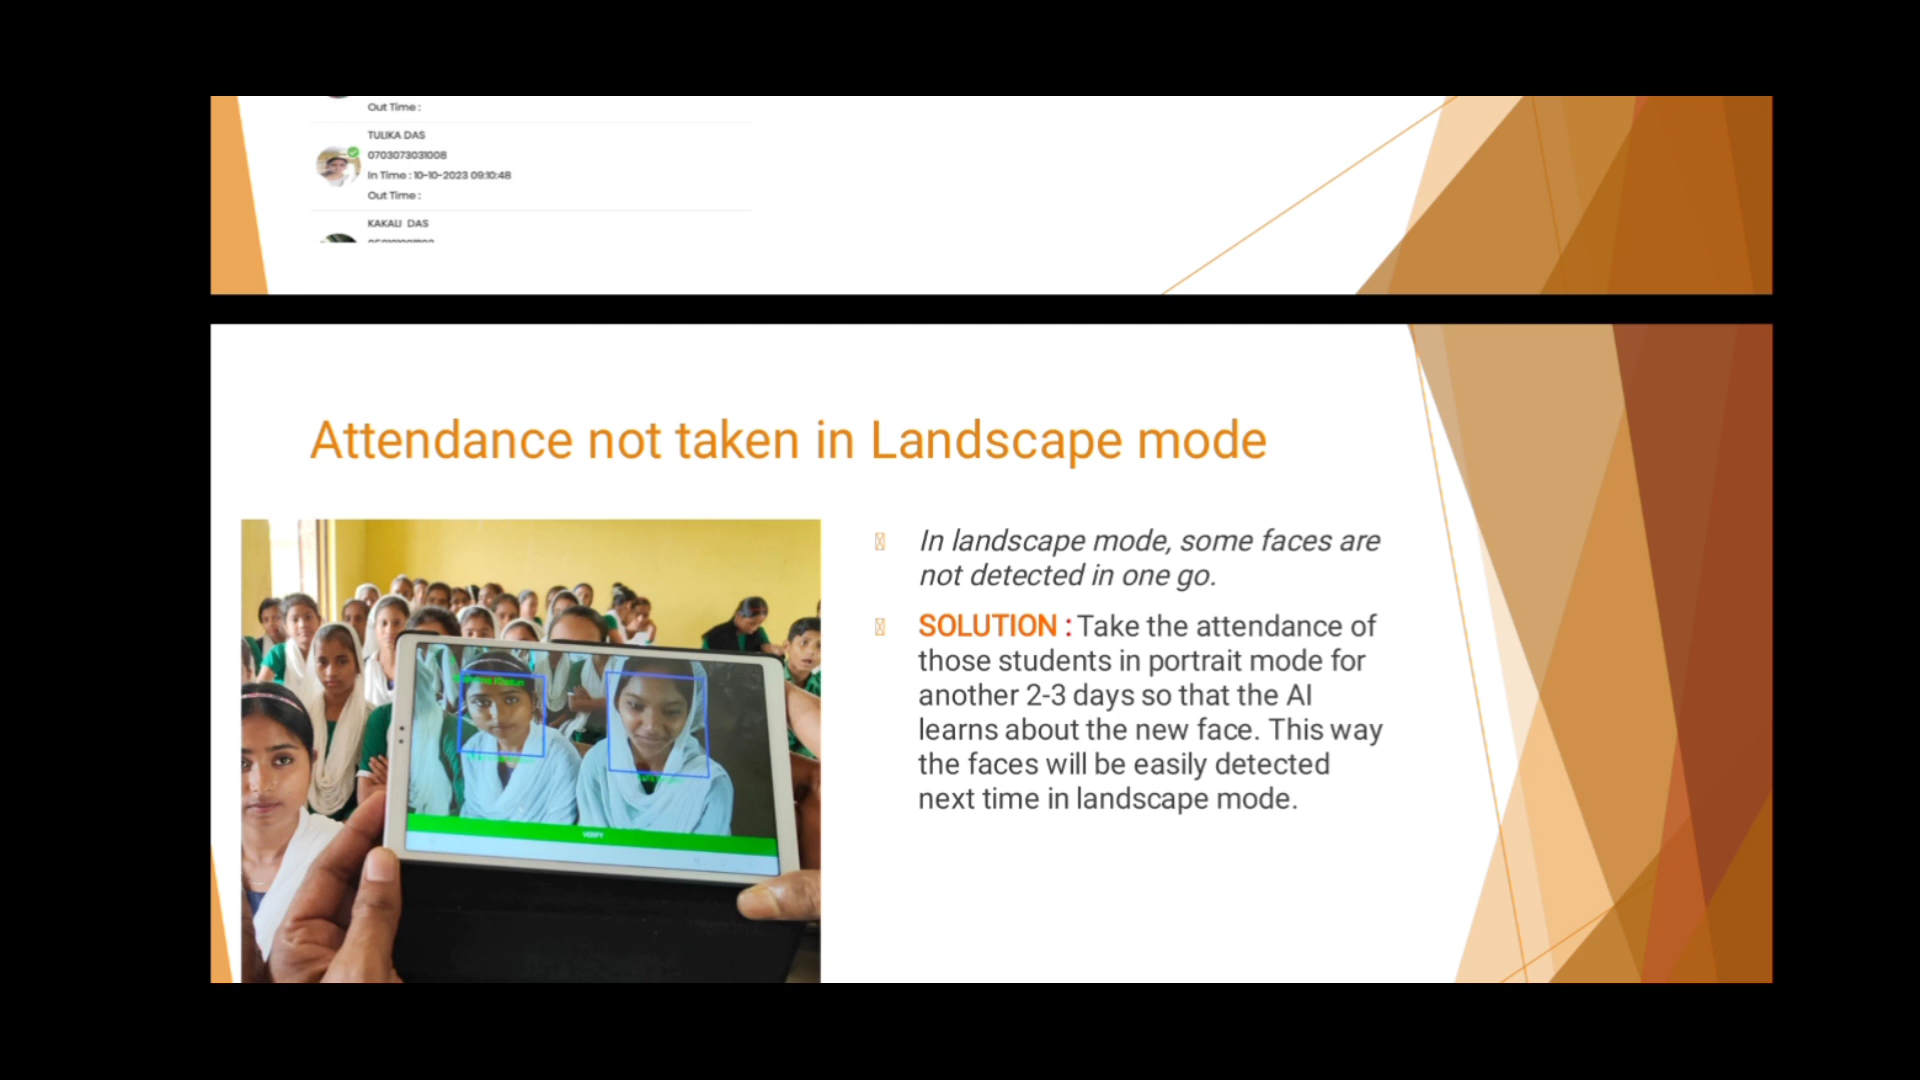 Out Time :
TULIKA DAS
0703073031008
In Time : 10-10-2023 09:10:48
Out Time :
KAKALI DAS
Attendance not taken in Landscape mode
In landscape mode, some faces are
not detected in one go.
SOLUTION : Take the attendance of
those students in portrait mode for
another 2-3 days so that the AI
learns about the new face. This way
the faces will be easily detected
next time in landscape mode.
Khatun
VERIFY